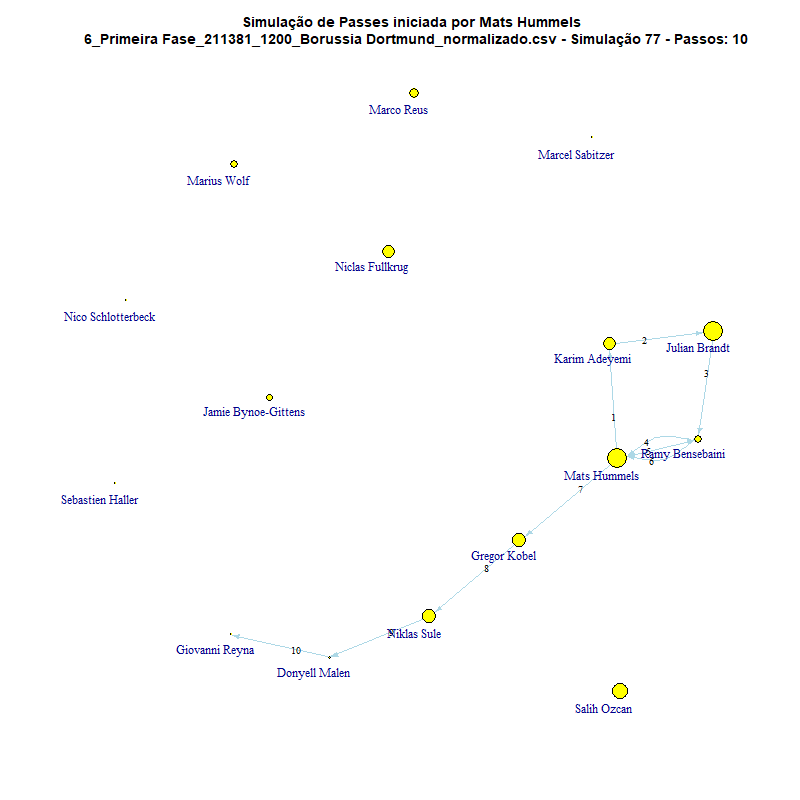 Simulação de Passes iniciada por Mats Hummels
6_Primeira Fase_211381_1200_Borussia Dortmund_normalizado.csv - Simulação 77 - Passos: 10
Marco Reus
Marcel Sabitzer
Marius Wolf
Niclas Fullkrug
Nico Schlotterbeck
2
Julian Brandt
Karim Adeyemi
3
Jamie Bynoe-Gittens
1
4
Ramy Bensebaini
6
Mats Hummels
7
Sebastien Haller
Gregor Kobel
8
9
Niklas Sule
Giovanni Reyna
10
Donyell Malen
Salih Ozcan